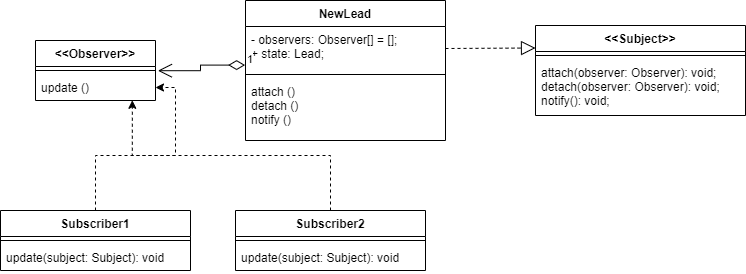 NewLead
- observers: Observer[] = [];
+ state: Lead;
1
attach ()
detach ()
notify ()
<<Observer>>
update ()
<<Subject>>
attach(observer: Observer): void;
detach(observer: Observer): void;
notify(): void;
Subscriber1
update(subject: Subject): void
Subscriber2
update(subject: Subject): void